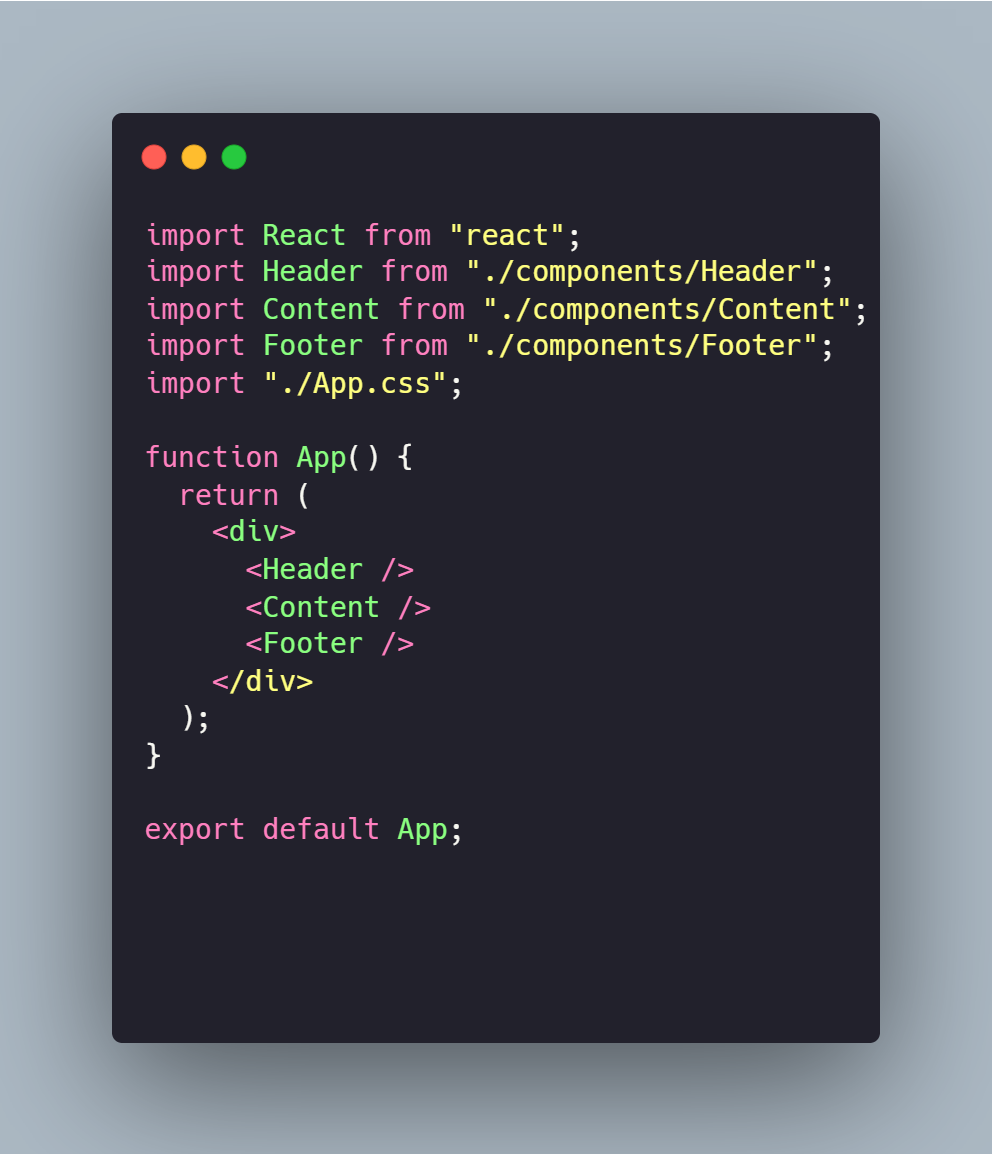 import React from "react";
import Header from "./components/Header";
import Content from "./components/Content";
import Footer from "./components/Footer";
import "./App.css";

function App() {
  return (
    <div>
      <Header />
      <Content />
      <Footer />
    </div>
  );
}

export default App;